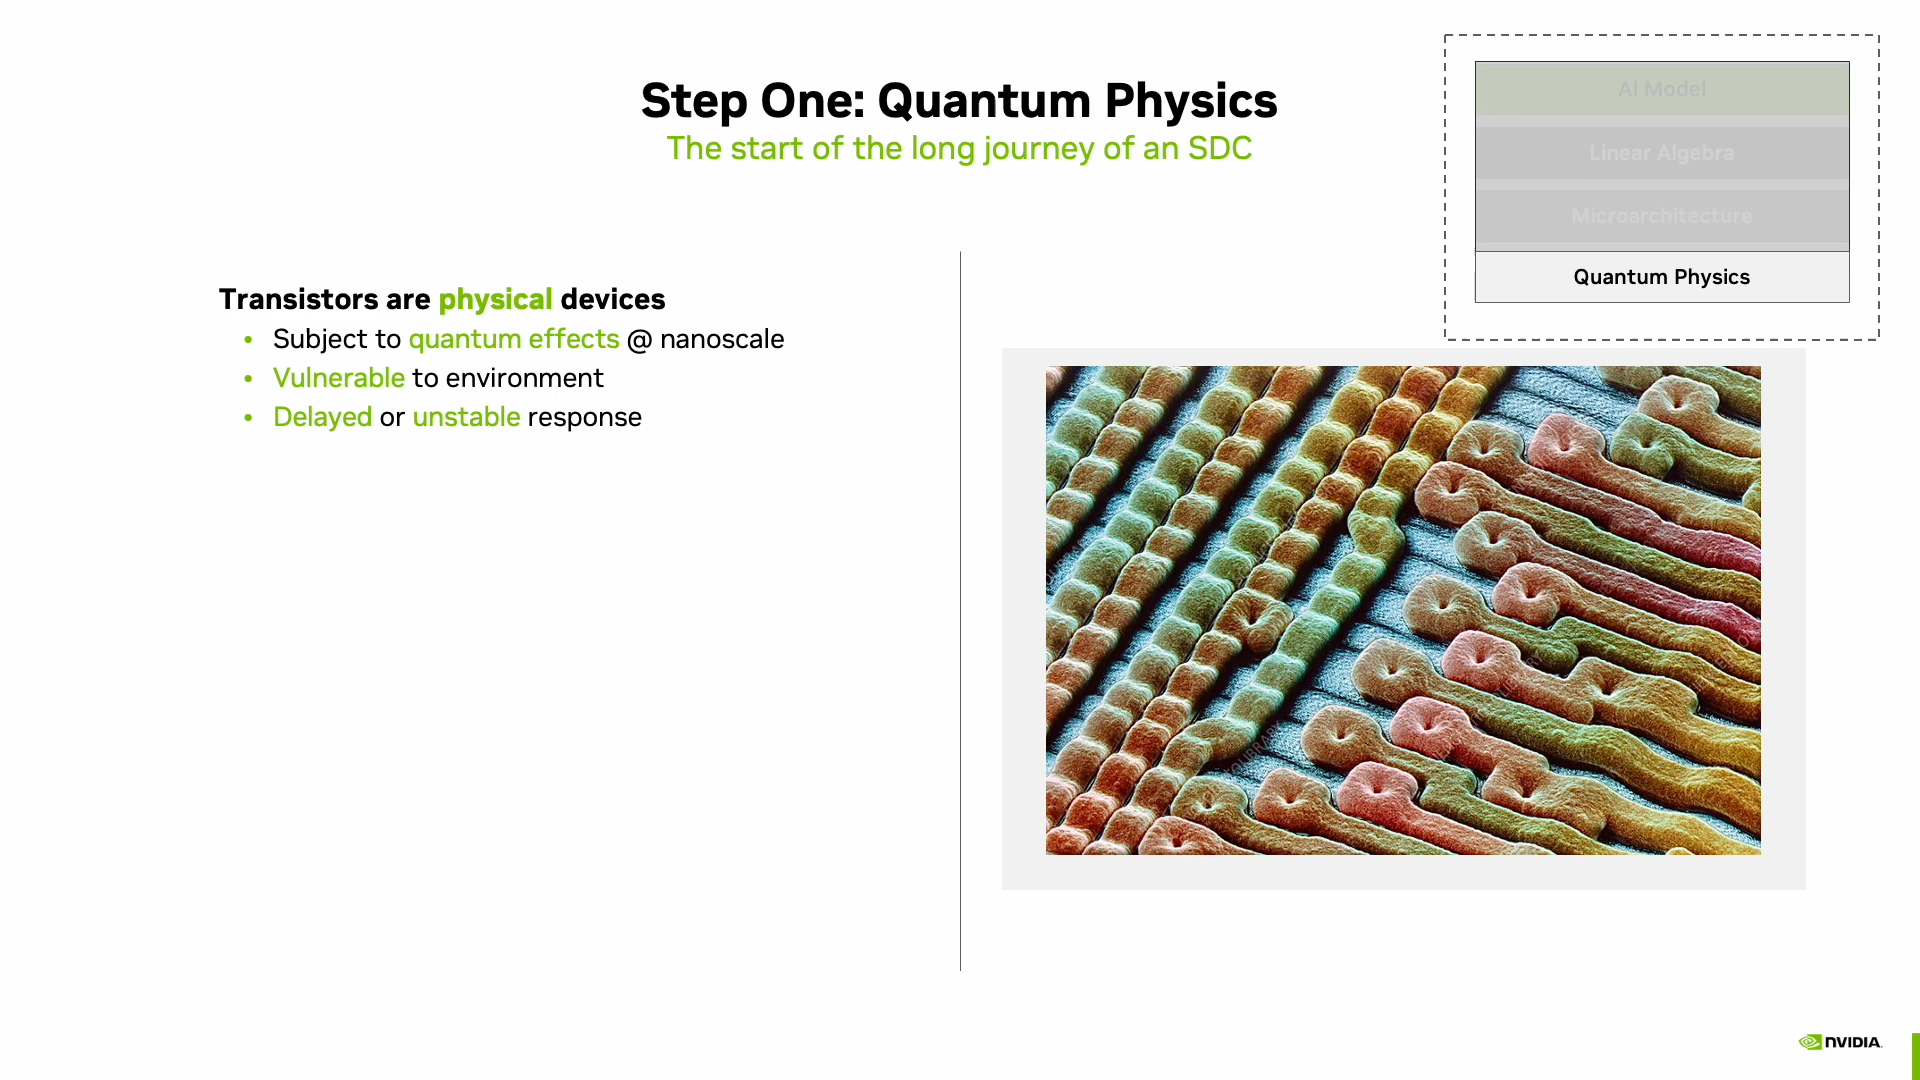 Step One: Quantum Physics
The start of the long journey of an SDC
AI Model
Linear Algebra
Microarchitecture
Quantum Physics
Transistors are physical devices
• Subject to quantum effects @ nanoscale
• Vulnerable to environment
• Delayed or unstable response
NVIDIA.